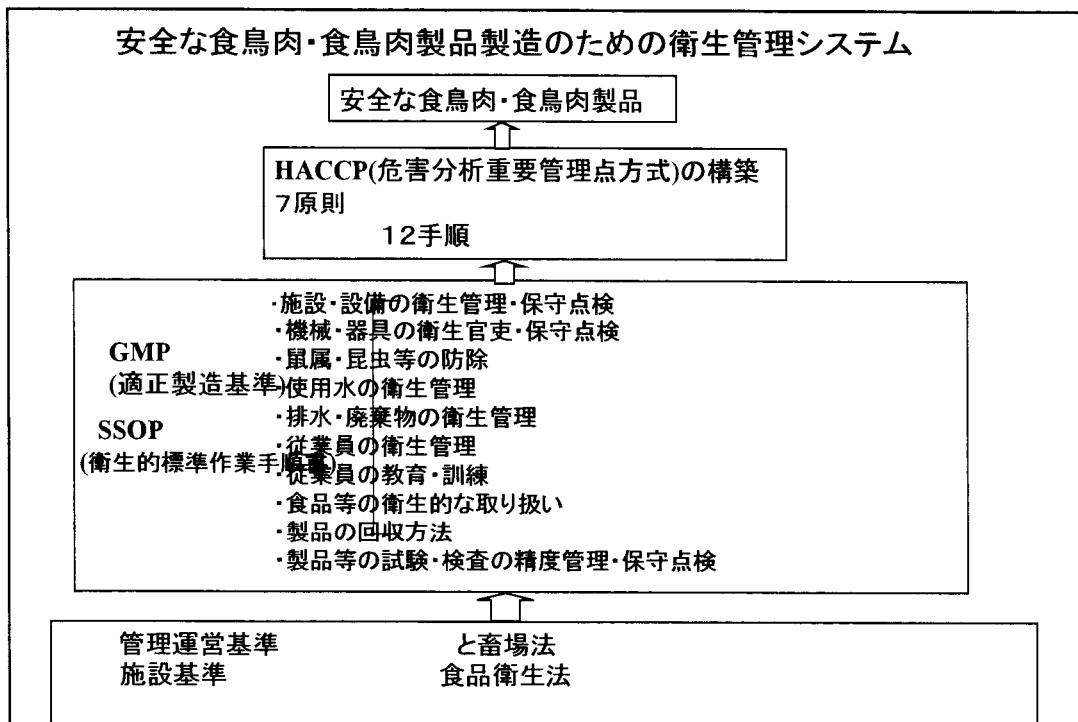 安全な食鳥肉・食鳥肉製品製造のための衛生管理システム
安全な食鳥肉・食鳥肉製品
HACCP(危害分析重要管理点方式)の構築
７原則
１２手順
GMP
(適正製造基準)
SSOP
(衛生的標準作業手順書)
・施設・設備の衛生管理・保守点検
・機械・器具の衛生官吏・保守点検
・鼠属・昆虫等の防除
・使用水の衛生管理
・排水・廃棄物の衛生管理
・従業員の衛生管理
・従業員の教育・訓練
・食品等の衛生的な取り扱い
・製品の回収方法
・製品等の試験・検査の精度管理・保守点検
管理運営基準 と畜場法
施設基準 食品衛生法